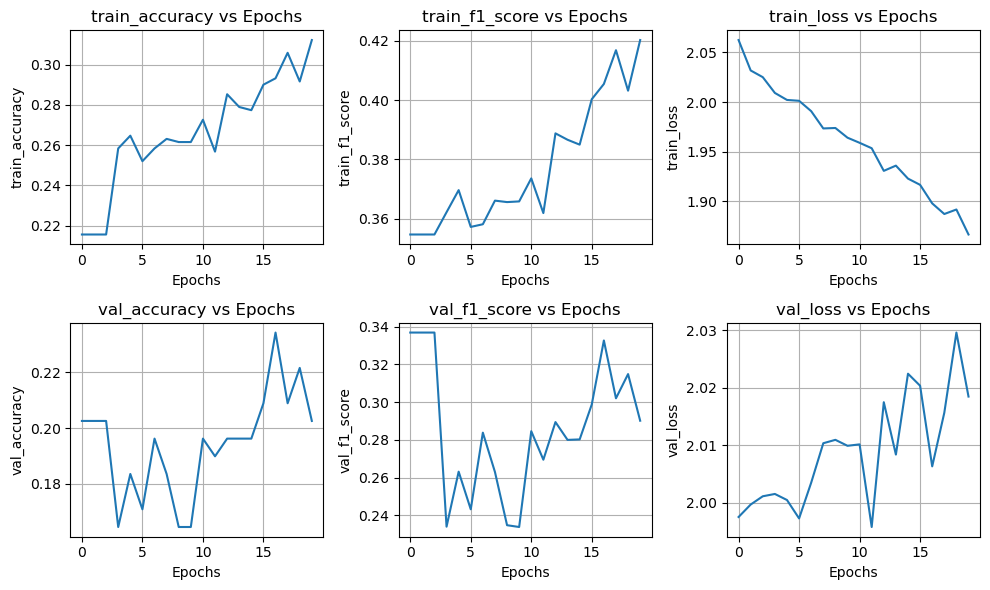 train_accuracy vs Epochs
train_accuracy
0.30
0.28
0.26
0.24
0.22
0 5 10 15
Epochs
train_f1_score vs Epochs
train_f1_score
0.42
0.40
0.38
0.36
0 5 10 15
Epochs
train_loss vs Epochs
train_loss
2.05
2.00
1.95
1.90
0 5 10 15
Epochs
val_accuracy vs Epochs
val_accuracy
0.22
0.20
0.18
0 5 10 15
Epochs
val_f1_score vs Epochs
val_f1_score
0.34
0.32
0.30
0.28
0.26
0.24
0 5 10 15
Epochs
val_loss vs Epochs
val_loss
2.03
2.02
2.01
2.00
0 5 10 15
Epochs